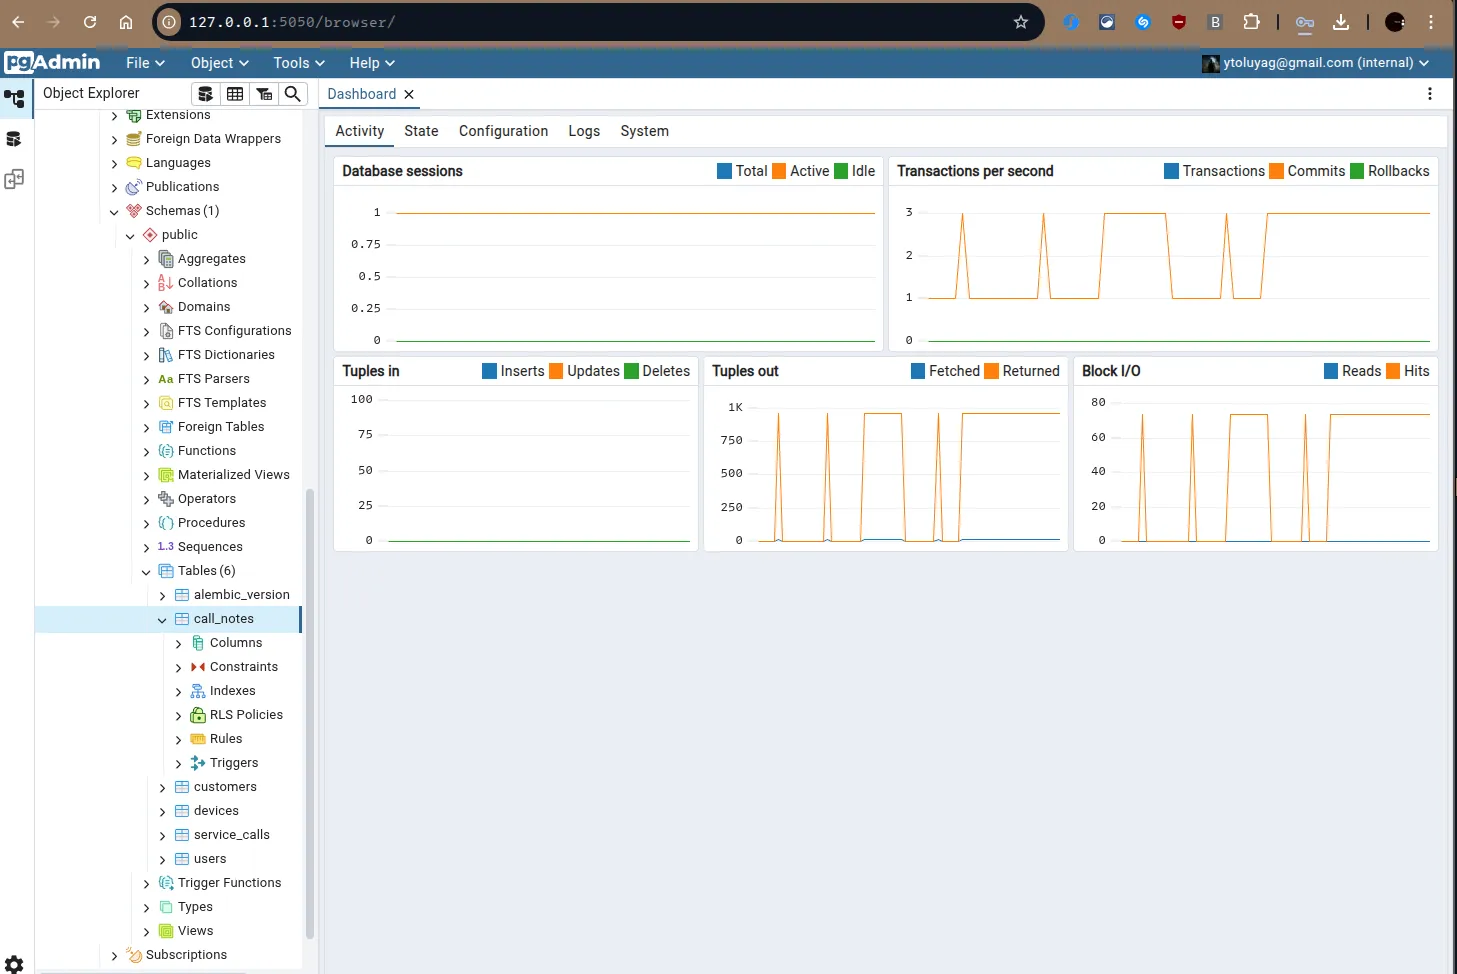 127.0.0.1:5050/browser/
B
pgAdmin File Object Tools Help ytoluyag@gmail.com (internal)
Object Explorer
Dashboard
Activity State Configuration Logs System
Extensions
Foreign Data Wrappers
Languages
Publications
Schemas (1)
public
Aggregates
Collations
Domains
FTS Configurations
FTS Dictionaries
Aa FTS Parsers
FTS Templates
Foreign Tables
Functions
Materialized Views
Operators
Procedures
1..3 Sequences
Tables (6)
alembic_version
call_notes
Columns
Constraints
Indexes
RLS Policies
Rules
Triggers
customers
devices
service_calls
users
Trigger Functions
Types
Views
Subscriptions
Database sessions Total Active Idle
1
0.75
0.5
0.25
0
Transactions per second Transactions Commits Rollbacks
3
2
1
0
Tuples in Inserts Updates Deletes
100
75
50
25
0
Tuples out Fetched Returned
1K
750
500
250
0
Block I/O Reads Hits
80
60
40
20
0